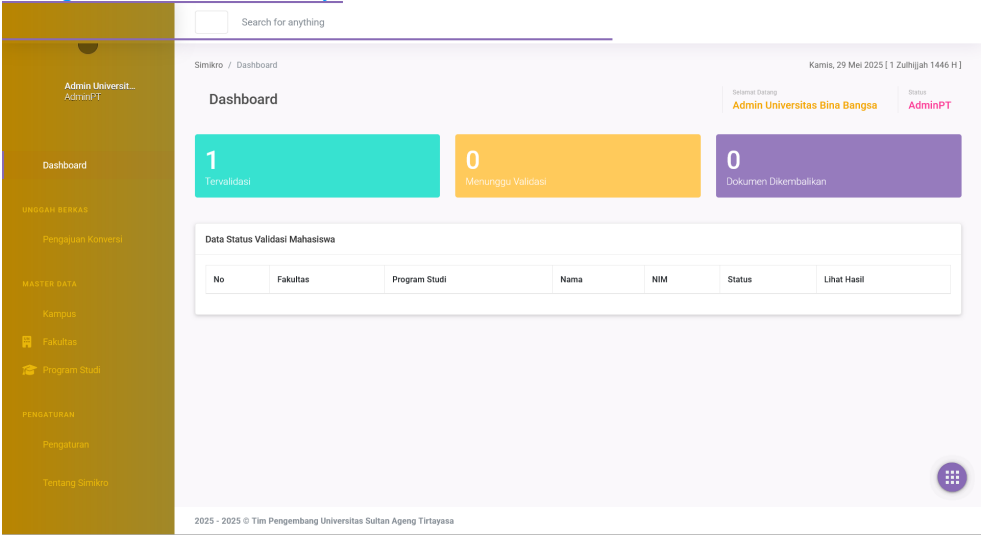 Search for anything
Admin Universit...
AdminPT
Dashboard
UNGGAH BERKAS
Pengajuan Konversi
MASTER DATA
Kampus
Fakultas
Program Studi
PENGATURAN
Pengaturan
Tentang Simikro
Simikro / Dashboard
Kamis, 29 Mei 2025 [ 1 Zulhijjah 1446 H ]
Dashboard
Selamat Datang
Admin Universitas Bina Bangsa
Status
AdminPT
1
Tervalidasi
0
Menunggu Validasi
0
Dokumen Dikembalikan
Data Status Validasi Mahasiswa
No Fakultas Program Studi Nama NIM Status Lihat Hasil
2025 - 2025 © Tim Pengembang Universitas Sultan Ageng Tirtayasa